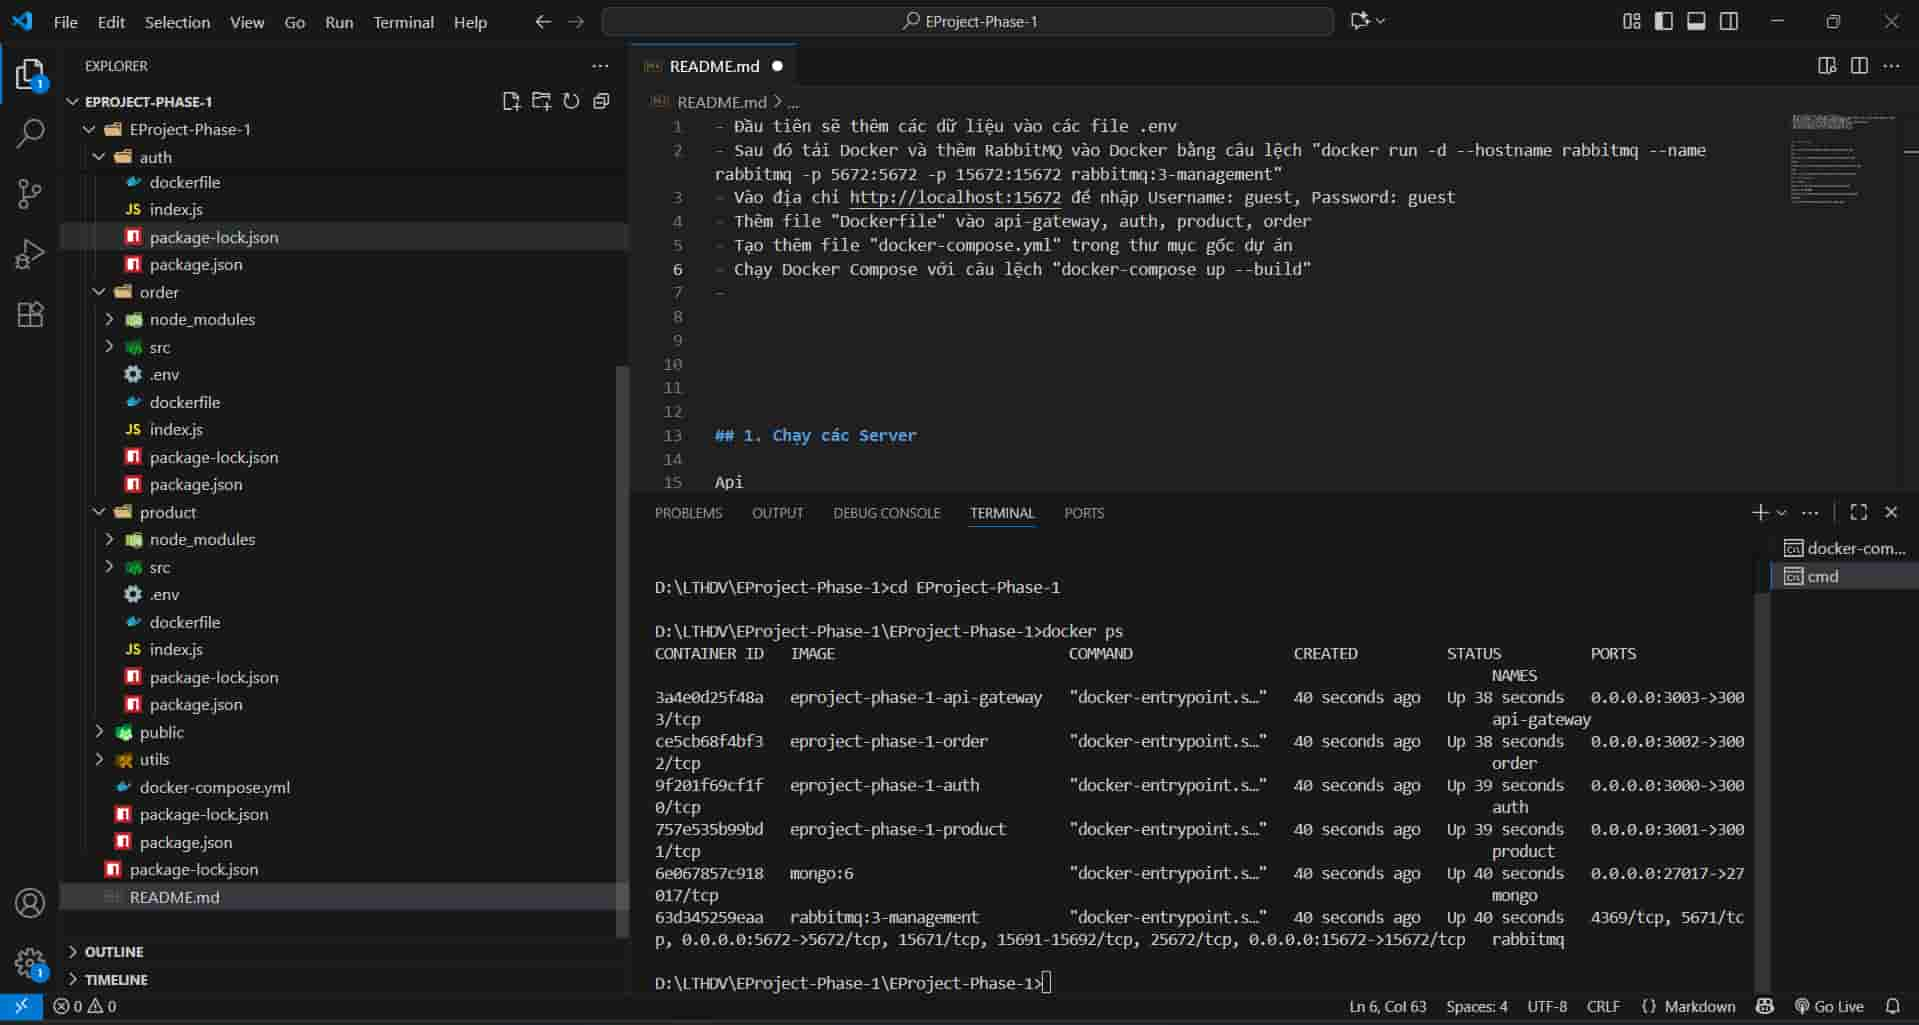 File Edit Selection View Go Run Terminal Help
EProject-Phase-1
EXPLORER
EPROJECT-PHASE-1
EProject-Phase-1
auth
dockerfile
JS index.js
package-lock.json
package.json
order
node_modules
src
.env
dockerfile
JS index.js
package-lock.json
package.json
product
node_modules
src
.env
dockerfile
JS index.js
package-lock.json
package.json
public
utils
docker-compose.yml
package-lock.json
package.json
package-lock.json
README.md
OUTLINE
TIMELINE
1
1
README.md
README.md > ...
1 - Đầu tiên sẽ thêm các dữ liệu vào các file .env
2 - Sau đó tải Docker và thêm RabbitMQ vào Docker bằng câu lệch "docker run -d --hostname rabbitmq --name
rabbitmq -p 5672:5672 -p 15672:15672 rabbitmq:3-management"
3 - Vào địa chỉ http://localhost:15672 để nhập Username: guest, Password: guest
4 - Thêm file "Dockerfile" vào api-gateway, auth, product, order
5 - Tạo thêm file "docker-compose.yml" trong thư mục gốc dự án
6 - Chạy Docker Compose với câu lệch "docker-compose up --build"
7 -
8
9
10
11
12
13 ## 1. Chạy các Server
14
15 Api
PROBLEMS OUTPUT DEBUG CONSOLE TERMINAL PORTS
docker-com...
cmd
D:\LTHDV\EProject-Phase-1>cd EProject-Phase-1
D:\LTHDV\EProject-Phase-1\EProject-Phase-1>docker ps
CONTAINER ID IMAGE COMMAND CREATED STATUS PORTS
NAMES
3a4e0d25f48a eproject-phase-1-api-gateway "docker-entrypoint.s…" 40 seconds ago Up 38 seconds 0.0.0.0:3003->300
3/tcp api-gateway
ce5cb68f4bf3 eproject-phase-1-order "docker-entrypoint.s…" 40 seconds ago Up 38 seconds 0.0.0.0:3002->300
2/tcp order
9f201f69cf1f eproject-phase-1-auth "docker-entrypoint.s…" 40 seconds ago Up 39 seconds 0.0.0.0:3000->300
0/tcp auth
757e535b99bd eproject-phase-1-product "docker-entrypoint.s…" 40 seconds ago Up 39 seconds 0.0.0.0:3001->300
1/tcp product
6e067857c918 mongo:6 "docker-entrypoint.s…" 40 seconds ago Up 40 seconds 0.0.0.0:27017->27
017/tcp mongo
63d345259eaa rabbitmq:3-management "docker-entrypoint.s…" 40 seconds ago Up 40 seconds 4369/tcp, 5671/tc
p, 0.0.0.0:5672->5672/tcp, 15671/tcp, 15691-15692/tcp, 25672/tcp, 0.0.0.0:15672->15672/tcp rabbitmq
D:\LTHDV\EProject-Phase-1\EProject-Phase-1>
0 0 Ln 6, Col 63 Spaces: 4 UTF-8 CRLF {} Markdown Go Live